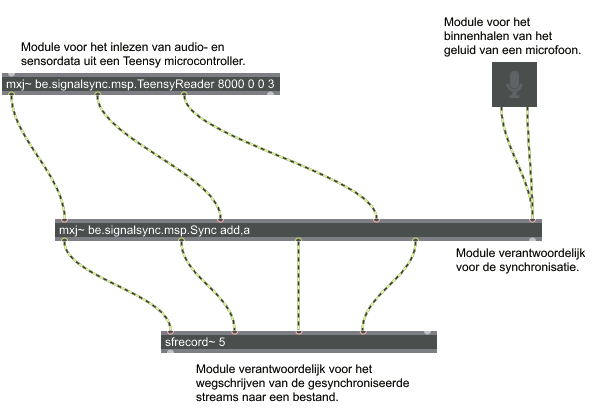 Module voor het
binnenhalen van het
geluid van een microfoon.
Module voor het inlezen van audio- en
sensordata uit een Teensy microcontroller.
mxj~ be.signalsync.msp.TeensyReader 8000 0 0 3
mxj~ be.signalsync.msp.Sync add,a
Module verantwoordelijk
voor de synchronisatie.
sfrecord~ 5
Module verantwoordelijk voor het
wegschrijven van de gesynchroniseerde
streams naar een bestand.